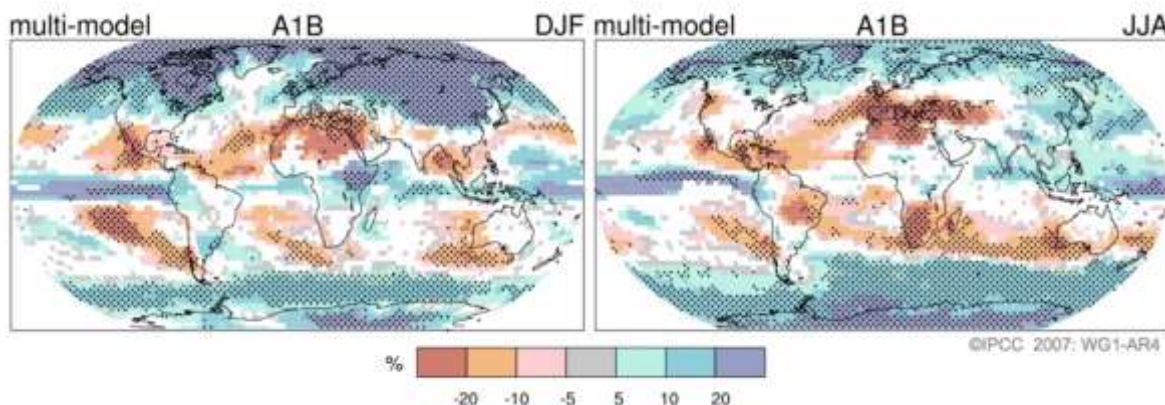 multi-model A1B DJF
multi-model A1B JJA
©IPCC 2007: WG1-AR4
%
-20 -10 -5 5 10 20